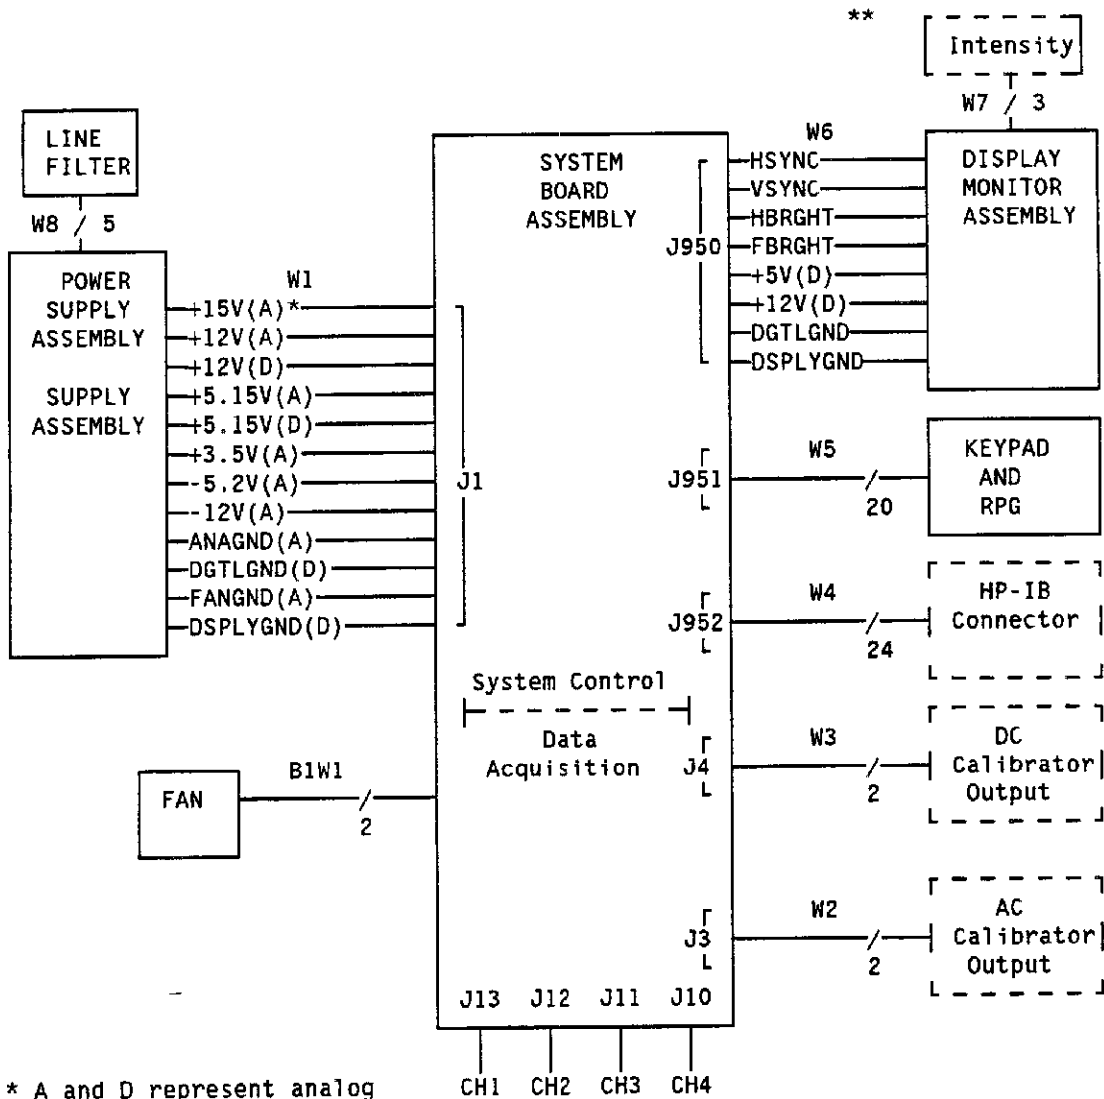 **
Intensity
W7 / 3
LINE
FILTER
W8 / 5
POWER
SUPPLY
ASSEMBLY
SUPPLY
ASSEMBLY
W1
+15V(A)*
+12V(A)
+12V(D)
+5.15V(A)
+5.15V(D)
+3.5V(A)
-5.2V(A)
-12V(A)
ANAGND(A)
DGTLGND(D)
FANGND(A)
DSPLYGND(D)
J1
SYSTEM
BOARD
ASSEMBLY
J950
W6
HSYNC
VSYNC
HBRGHT
FBRGHT
+5V(D)
+12V(D)
DGTLGND
DSPLYGND
DISPLAY
MONITOR
ASSEMBLY
J951
W5
/
20
KEYPAD
AND
RPG
J952
W4
/
24
HP-IB
Connector
System Control
Data
Acquisition
J4
W3
/
2
DC
Calibrator
Output
FAN
B1W1
/
2
J3
W2
/
2
AC
Calibrator
Output
J13 J12 J11 J10
CH1 CH2 CH3 CH4
* A and D represent analog